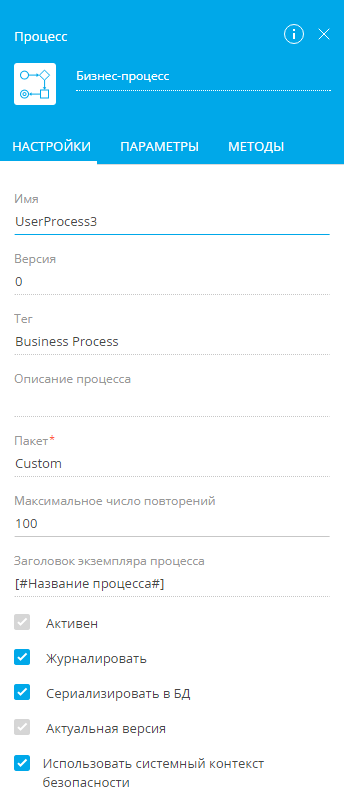 Процесс
Бизнес-процесс
НАСТРОЙКИ ПАРАМЕТРЫ МЕТОДЫ
Имя
UserProcess3
Версия
0
Тег
Business Process
Описание процесса
Пакет*
Custom
Максимальное число повторений
100
Заголовок экземпляра процесса
[#Название процесса#]
Активен
Журналировать
Сериализировать в БД
Актуальная версия
Использовать системный контекст
безопасности